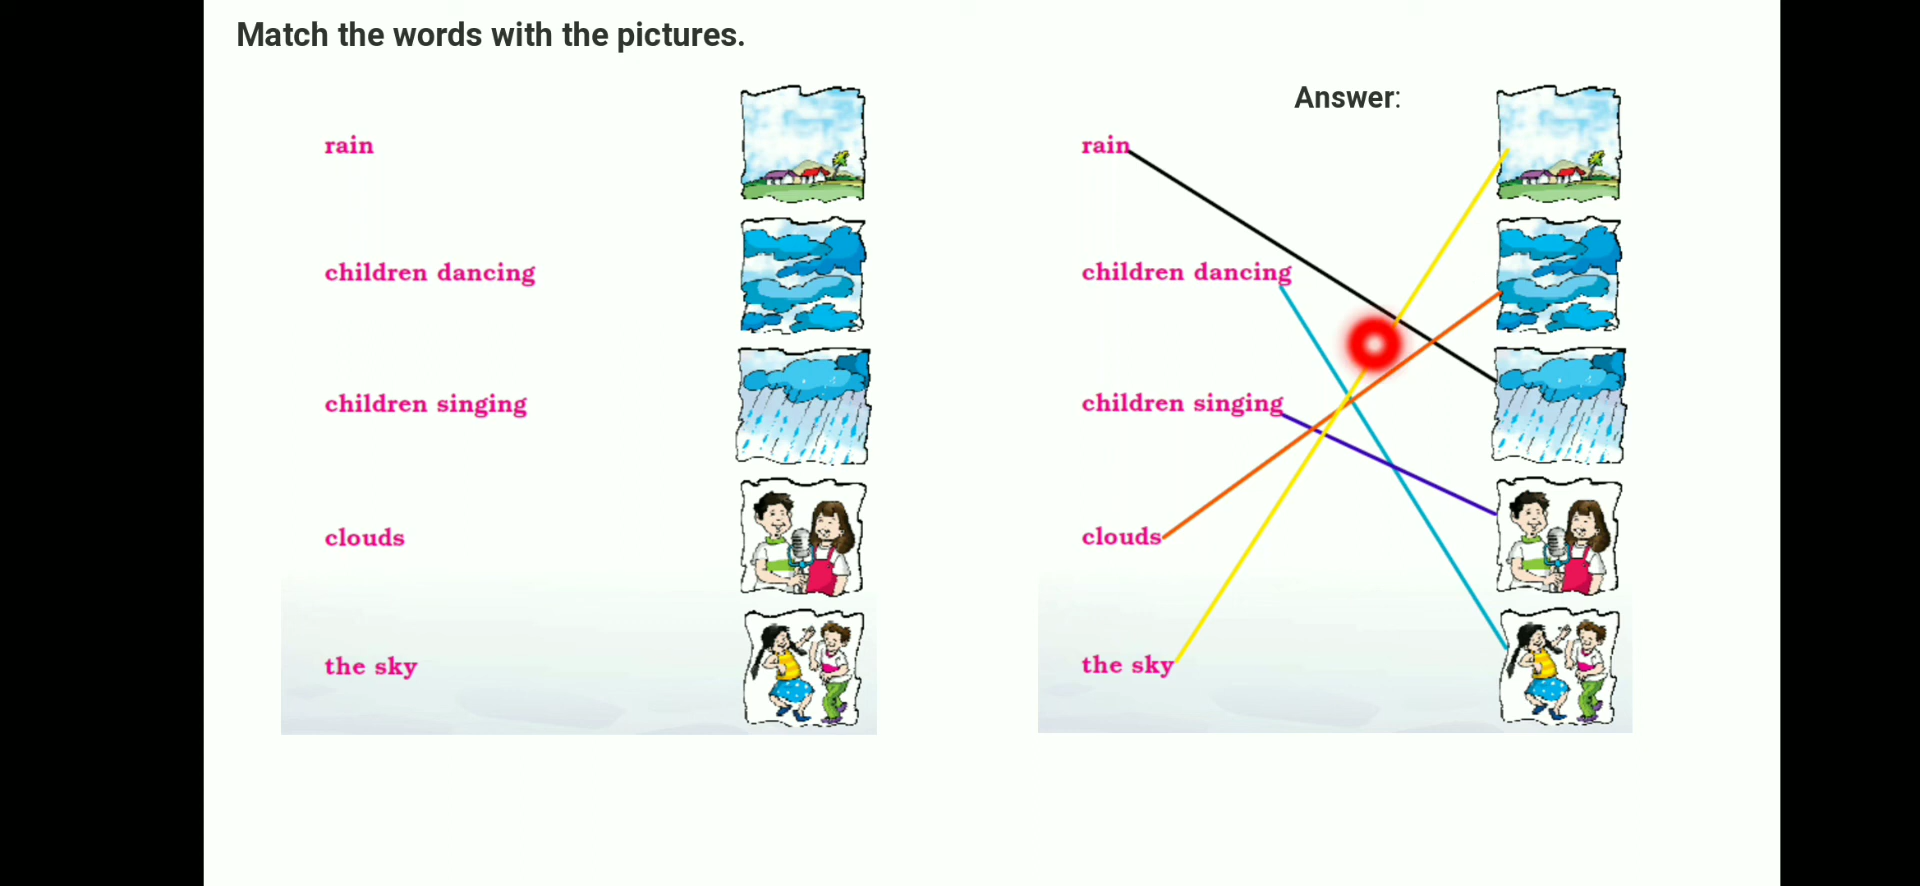 Match the words with the pictures.
rain
children dancing
children singing
clouds
the sky
Answer:
rain
children dancing
children singing
clouds
the sky